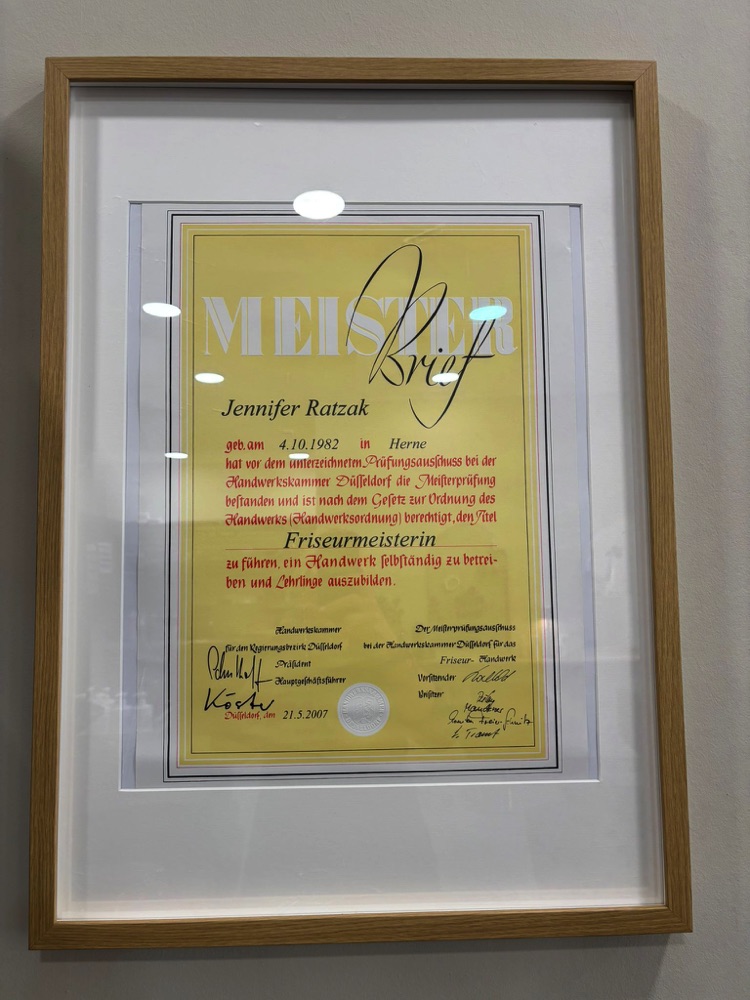 MEISTER
Brief
Jennifer Ratzak
geb. am 4.10.1982 in Herne
hat vor dem unterzeichneten Prüfungsausschuss bei der
Handwerkskammer Düsseldorf die Meisterprüfung
bestanden und ist nach dem Gesetz zur Ordnung des
Handwerks (Handwerksordnung) berechtigt, den Titel
Friseurmeisterin
zu führen, ein Handwerk selbständig zu betrei-
ben und Lehrlinge auszubilden.
Handwerkskammer
für den Regierungsbezirk Düsseldorf
Präsident
Hauptgeschäftsführer
Köster
Düsseldorf, den 21.5.2007
Der Meisterprüfungsausschuss
bei der Handwerkskammer Düsseldorf für das
Friseur- Handwerk
Vorsitzender
Beisitzer